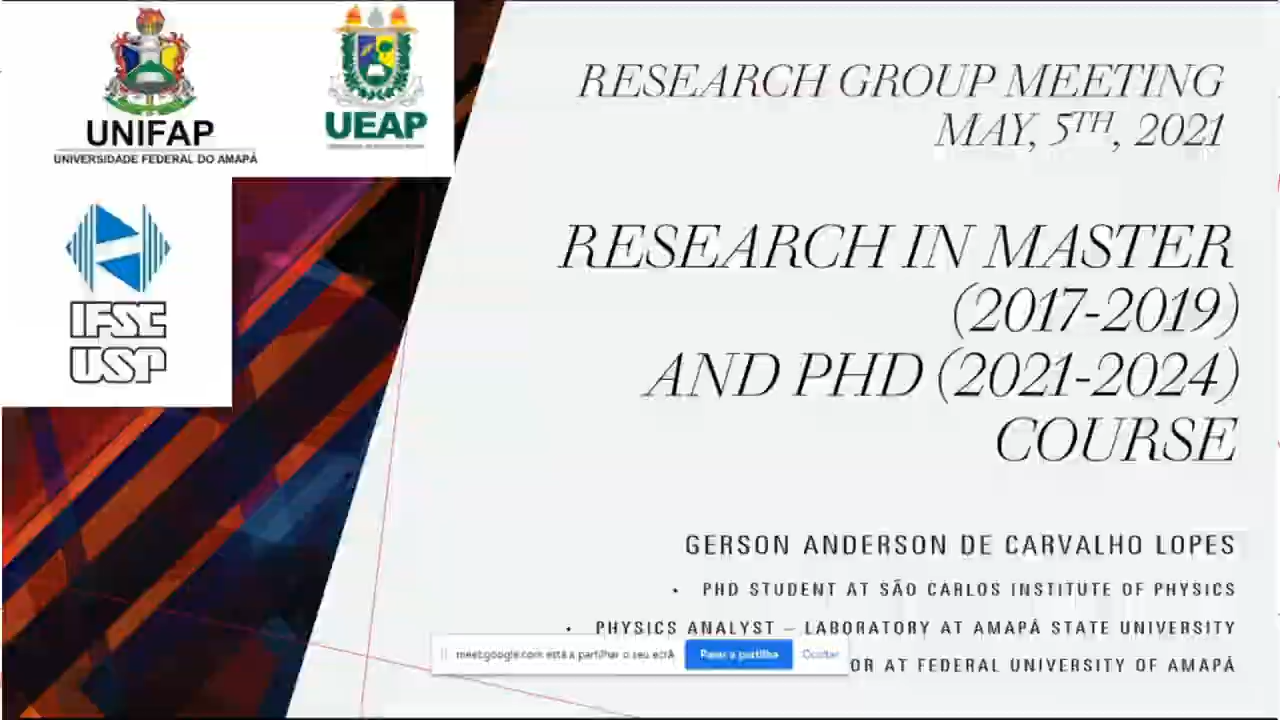 UNIFAP
UNIVERSIDADE FEDERAL DO AMAPÁ
UEAP
IFSC
USP
RESEARCH GROUP MEETING
MAY, 5TH, 2021
RESEARCH IN MASTER
(2017-2019)
AND PHD (2021-2024)
COURSE
GERSON ANDERSON DE CARVALHO LOPES
• PHD STUDENT AT SÃO CARLOS INSTITUTE OF PHYSICS
• PHYSICS ANALYST – LABORATORY AT AMAPÁ STATE UNIVERSITY
OR AT FEDERAL UNIVERSITY OF AMAPÁ
meet.google.com está a partilhar o seu ecrã
Parar a partilha
Ocultar